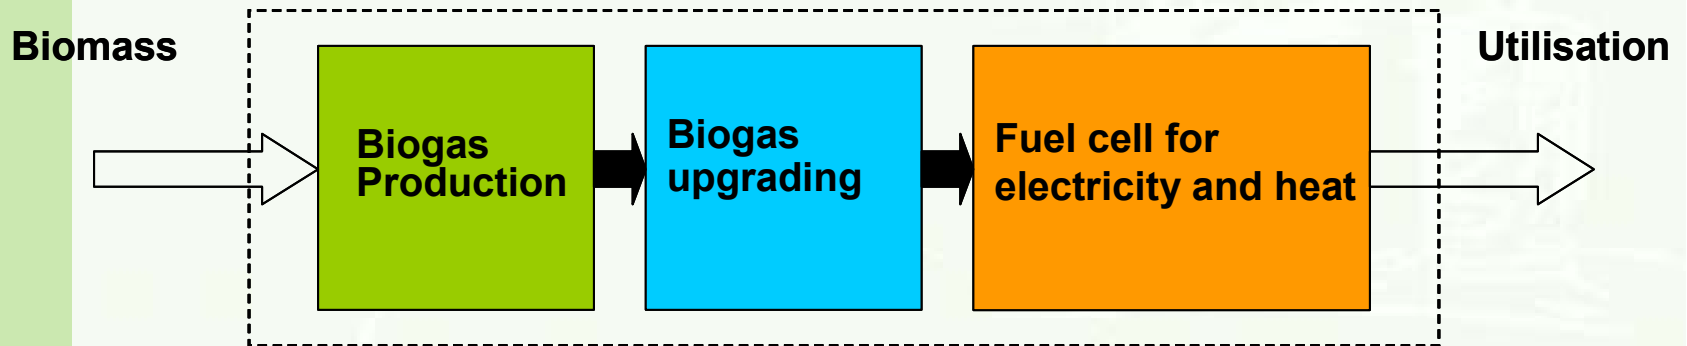 Biomass
Utilisation
Biogas
Production
Biogas
upgrading
Fuel cell for
electricity and heat